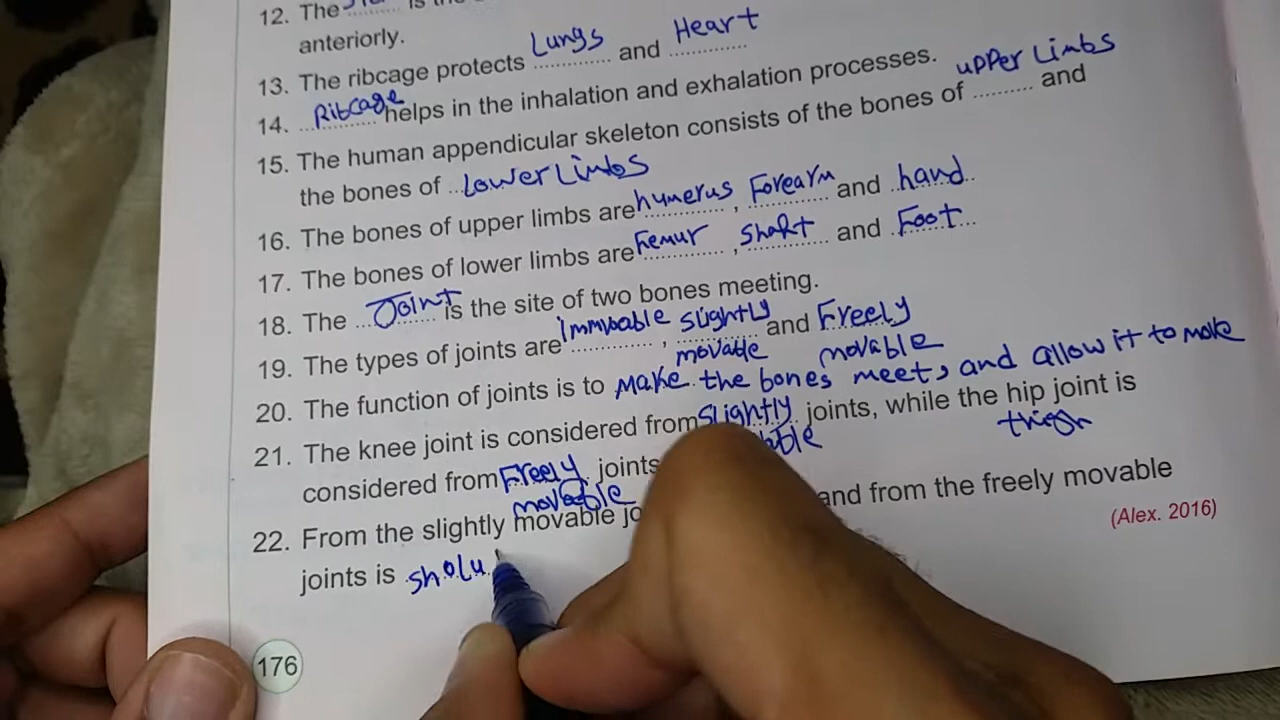 12. The ......... is the
anteriorly.
13. The ribcage protects Lungs and Heart
14. Ribcage helps in the inhalation and exhalation processes.
15. The human appendicular skeleton consists of the bones of upper Limbs and
the bones of Lower Limbs
16. The bones of upper limbs are humerus, Forearm and hand
17. The bones of lower limbs are Femur, Shaft and Foot
18. The Joint is the site of two bones meeting.
19. The types of joints are immvoable, slightly and Freely
movable movable
20. The function of joints is to make the bones meet, and allow it to make
21. The knee joint is considered from slightly joints, while the hip joint is
thigh
considered from Freely joints
moveable
22. From the slightly movable jo and from the freely movable
joints is sholu
(Alex. 2016)
176